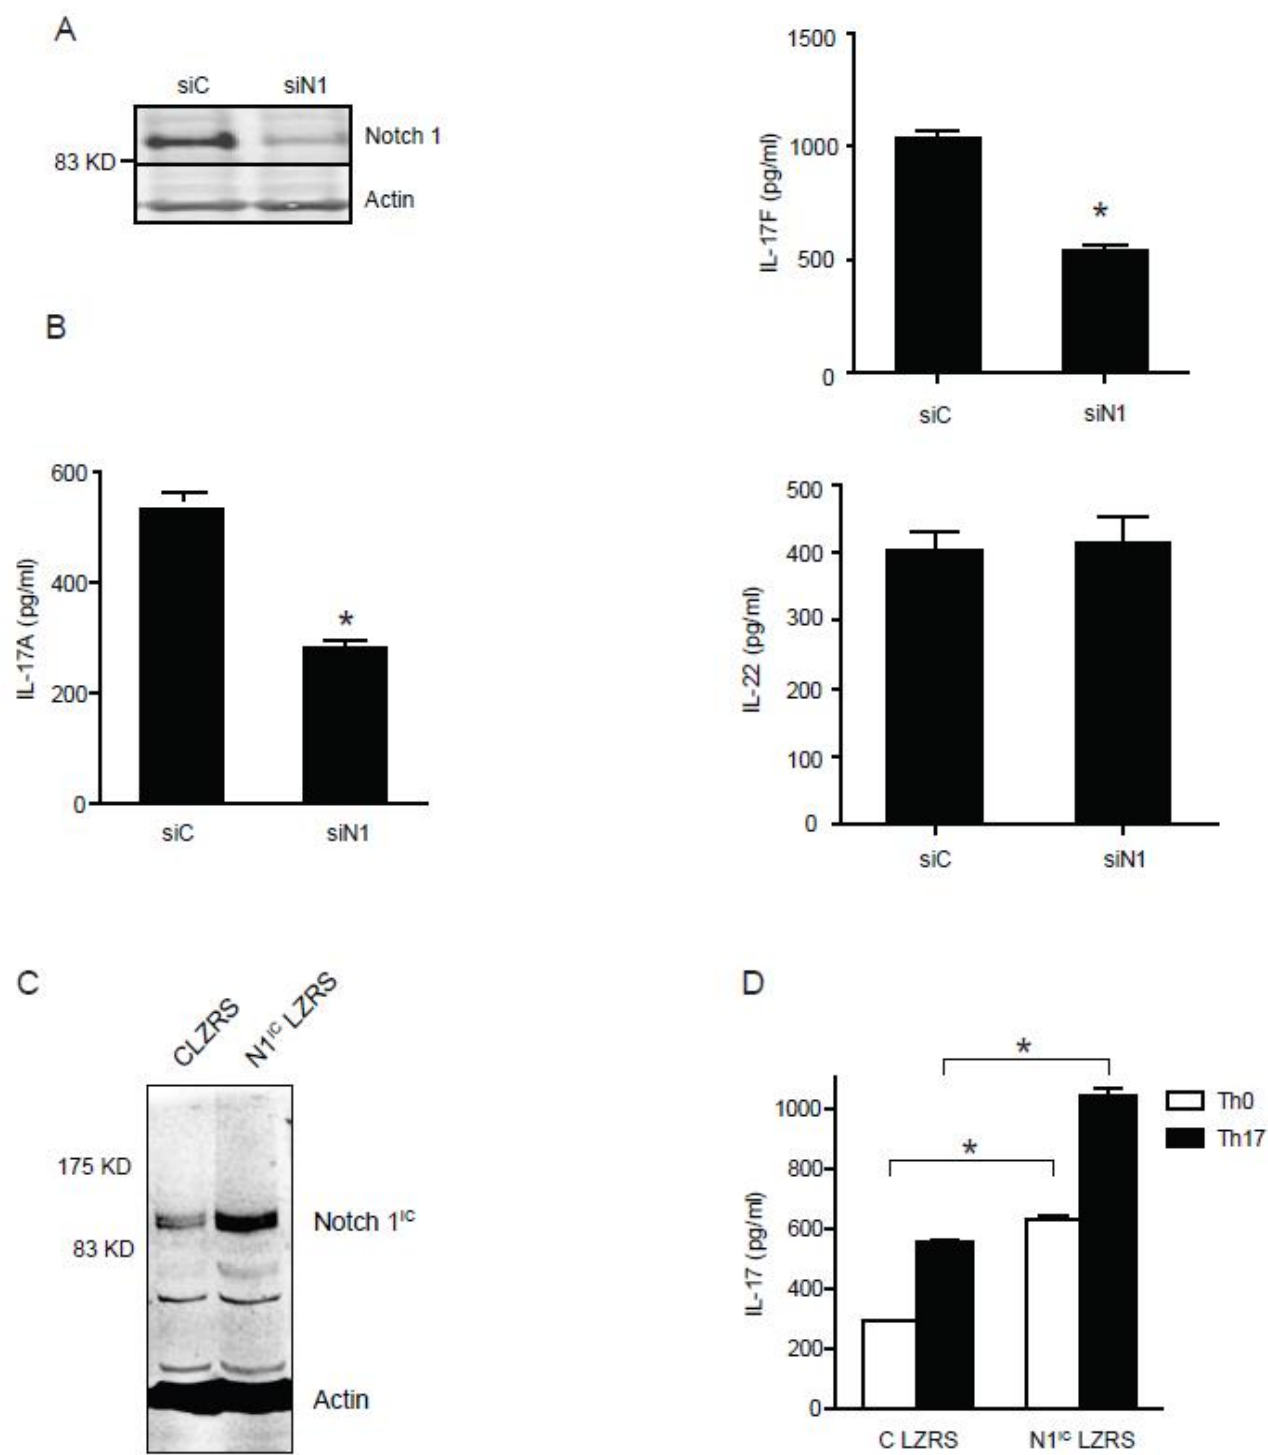 A
siC siN1
Notch 1
83 KD
Actin
1500
1000
500
0
IL-17F (pg/ml)
*
siC siN1
B
600
400
200
0
IL-17A (pg/ml)
*
siC siN1
500
400
300
200
100
0
IL-22 (pg/ml)
siC siN1
C
CLZRS N1IC LZRS
175 KD
Notch 1IC
83 KD
Actin
D
*
*
1000
800
600
400
200
0
IL-17 (pg/ml)
Th0
Th17
C LZRS N1IC LZRS